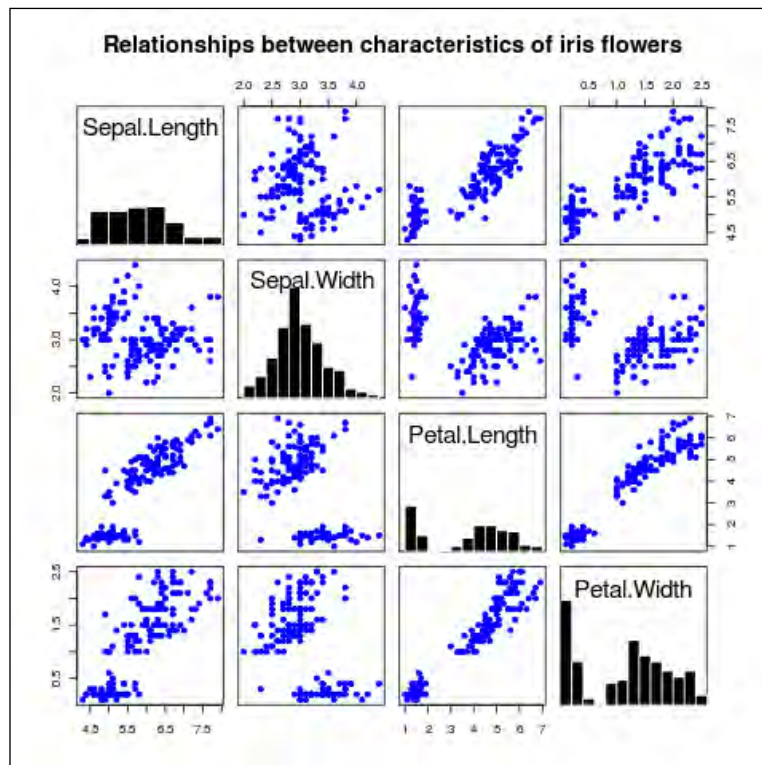 Relationships between characteristics of iris flowers
2.0 2.5 3.0 3.5 4.0
0.5 1.0 1.5 2.0 2.5
Sepal.Length
4.5 5.5 6.5 7.5
Sepal.Width
2.0 3.0 4.0
Petal.Length
1 2 3 4 5 6 7
Petal.Width
0.5 1.5 2.5
4.5 5.5 6.5 7.5
1 2 3 4 5 6 7